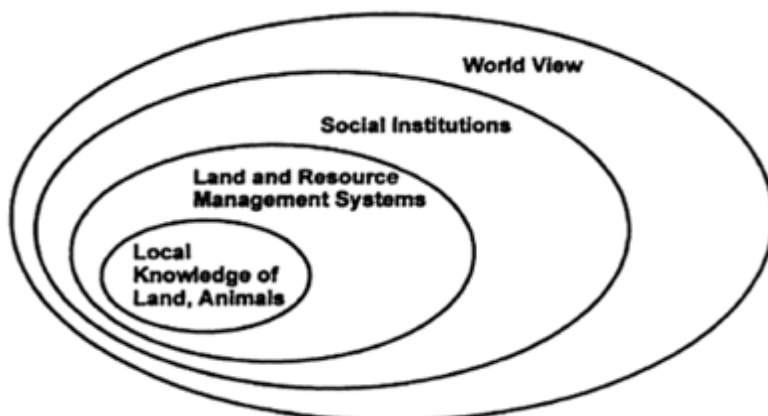 World View
Social Institutions
Land and Resource
Management Systems
Local
Knowledge of
Land, Animals